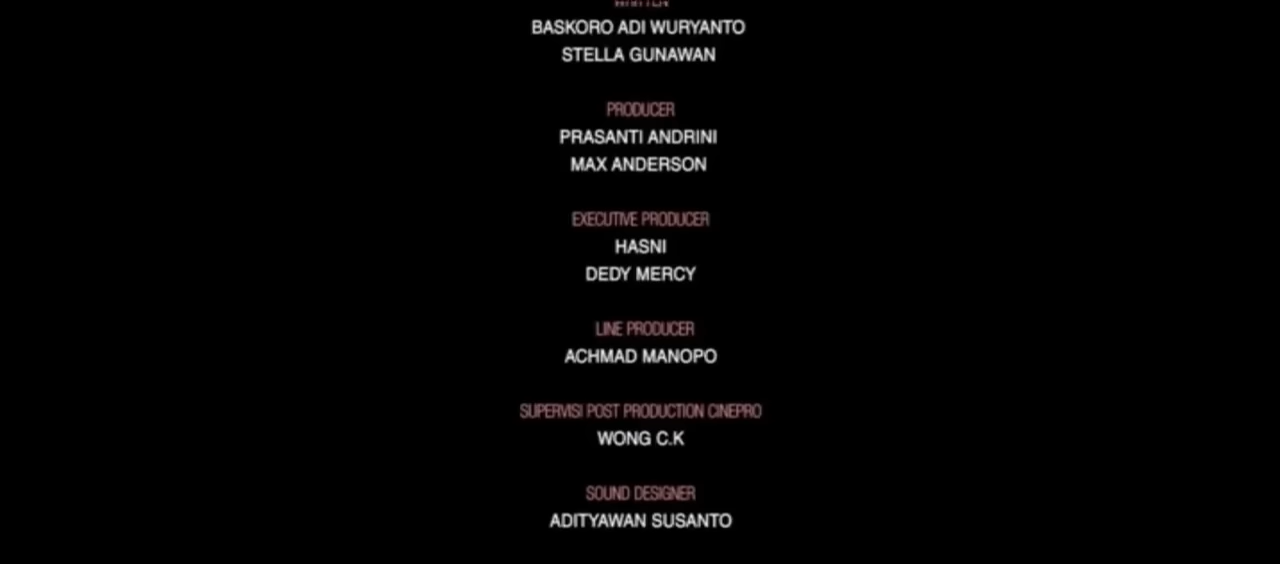 BASKORO ADI WURYANTO
STELLA GUNAWAN
PRODUCER
PRASANTI ANDRINI
MAX ANDERSON
EXECUTIVE PRODUCER
HASNI
DEDY MERCY
LINE PRODUCER
ACHMAD MANOPO
SUPERVISI POST PRODUCTION CINEPRO
WONG C.K
SOUND DESIGNER
ADITYAWAN SUSANTO